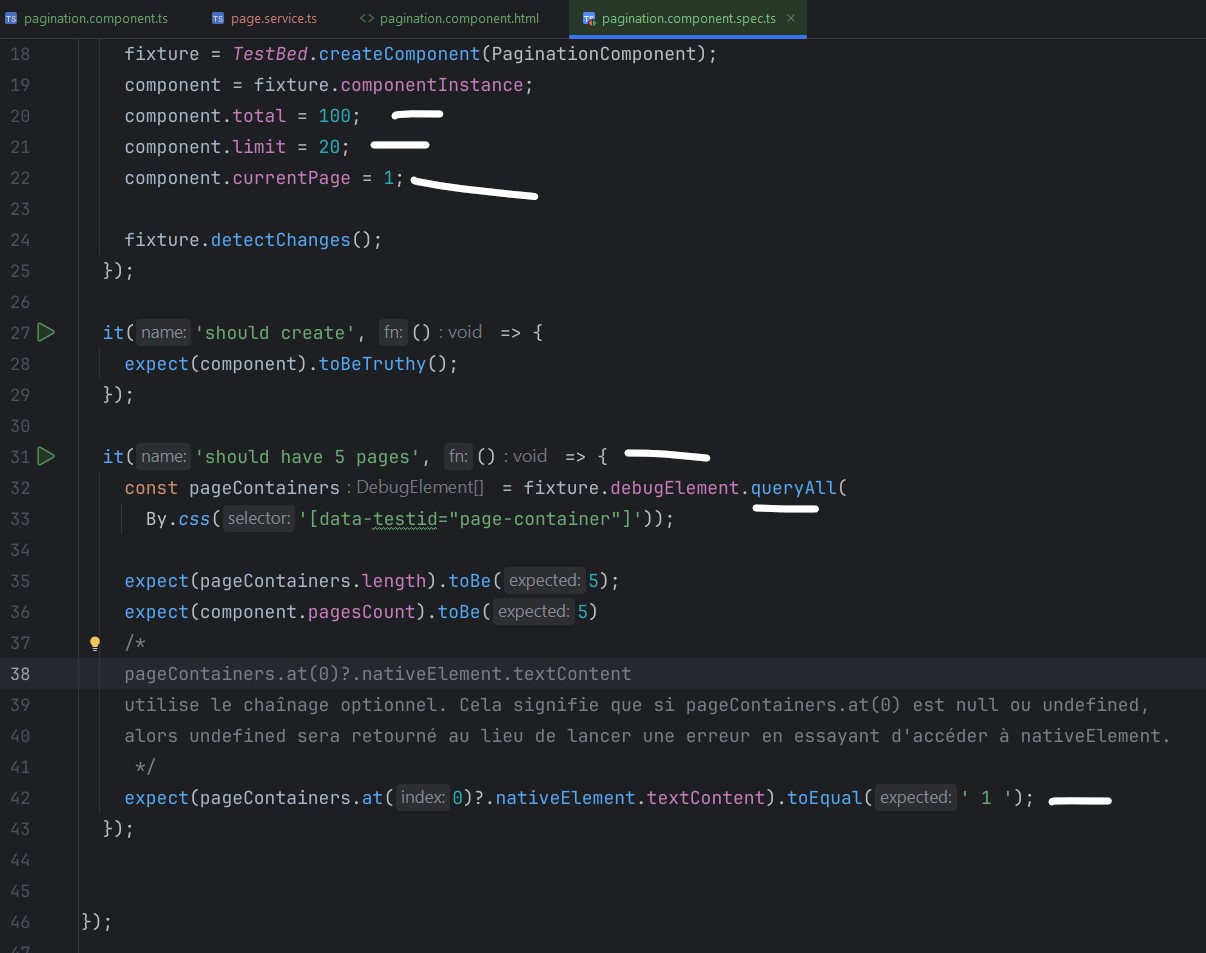 pagination.component.ts page.service.ts <> pagination.component.html pagination.component.spec.ts ×
18 fixture = TestBed.createComponent(PaginationComponent);
19 component = fixture.componentInstance;
20 component.total = 100;
21 component.limit = 20;
22 component.currentPage = 1;
23
24 fixture.detectChanges();
25 });
26
27 it( name: 'should create', fn: () : void => {
28 expect(component).toBeTruthy();
29 });
30
31 it( name: 'should have 5 pages', fn: () : void => {
32 const pageContainers : DebugElement[] = fixture.debugElement.queryAll(
33 By.css( selector: '[data-testid="page-container"]'));
34
35 expect(pageContainers.length).toBe( expected: 5);
36 expect(component.pagesCount).toBe( expected: 5)
37 /*
38 pageContainers.at(0)?.nativeElement.textContent
39 utilise le chaînage optionnel. Cela signifie que si pageContainers.at(0) est null ou undefined,
40 alors undefined sera retourné au lieu de lancer une erreur en essayant d'accéder à nativeElement.
41 */
42 expect(pageContainers.at( index: 0)?.nativeElement.textContent).toEqual( expected: ' 1 ');
43 });
44
45
46 });
47